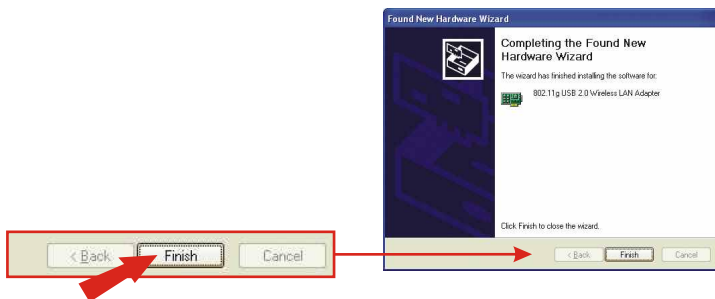 Found New Hardware Wizard
Completing the Found New
Hardware Wizard
The wizard has finished installing the software for:
802.11g USB 2.0 Wireless LAN Adapter
Click Finish to close the wizard.
< Back Finish Cancel
< Back Finish Cancel